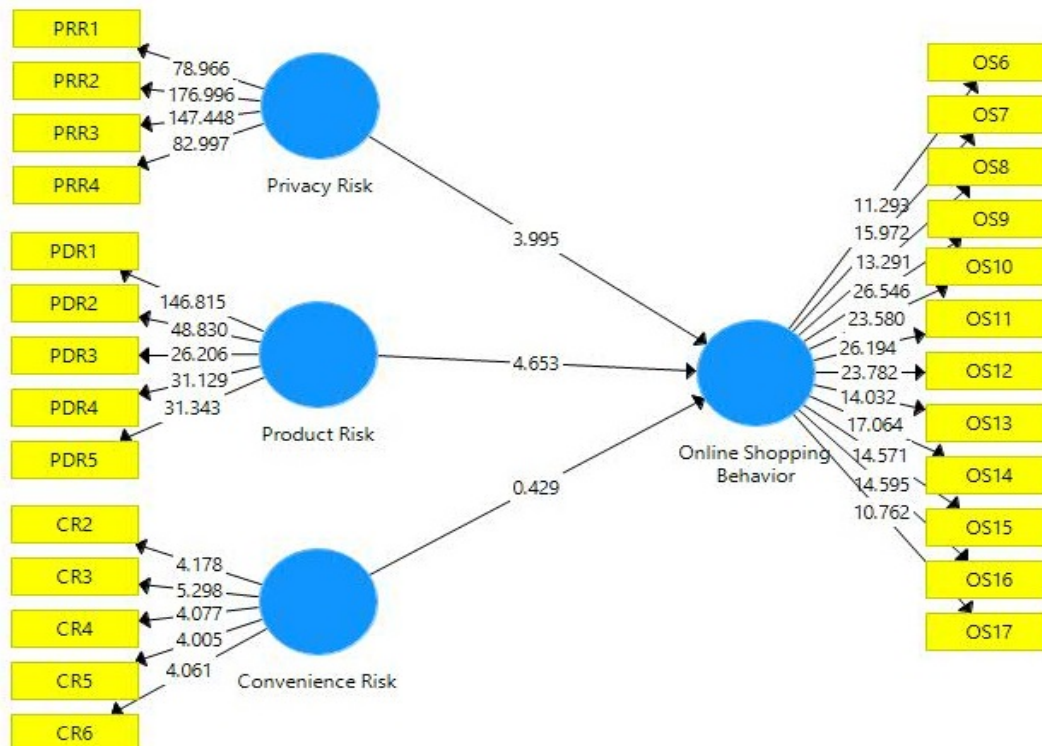 PRR1
PRR2
PRR3
PRR4
78.966
176.996
147.448
82.997
Privacy Risk
PDR1
PDR2
PDR3
PDR4
PDR5
146.815
48.830
26.206
31.129
31.343
Product Risk
CR2
CR3
CR4
CR5
CR6
4.178
5.298
4.077
4.005
4.061
Convenience Risk
3.995
4.653
0.429
Online Shopping
Behavior
11.293
15.972
13.291
26.546
23.580
26.194
23.782
14.032
17.064
14.571
14.595
10.762
OS6
OS7
OS8
OS9
OS10
OS11
OS12
OS13
OS14
OS15
OS16
OS17